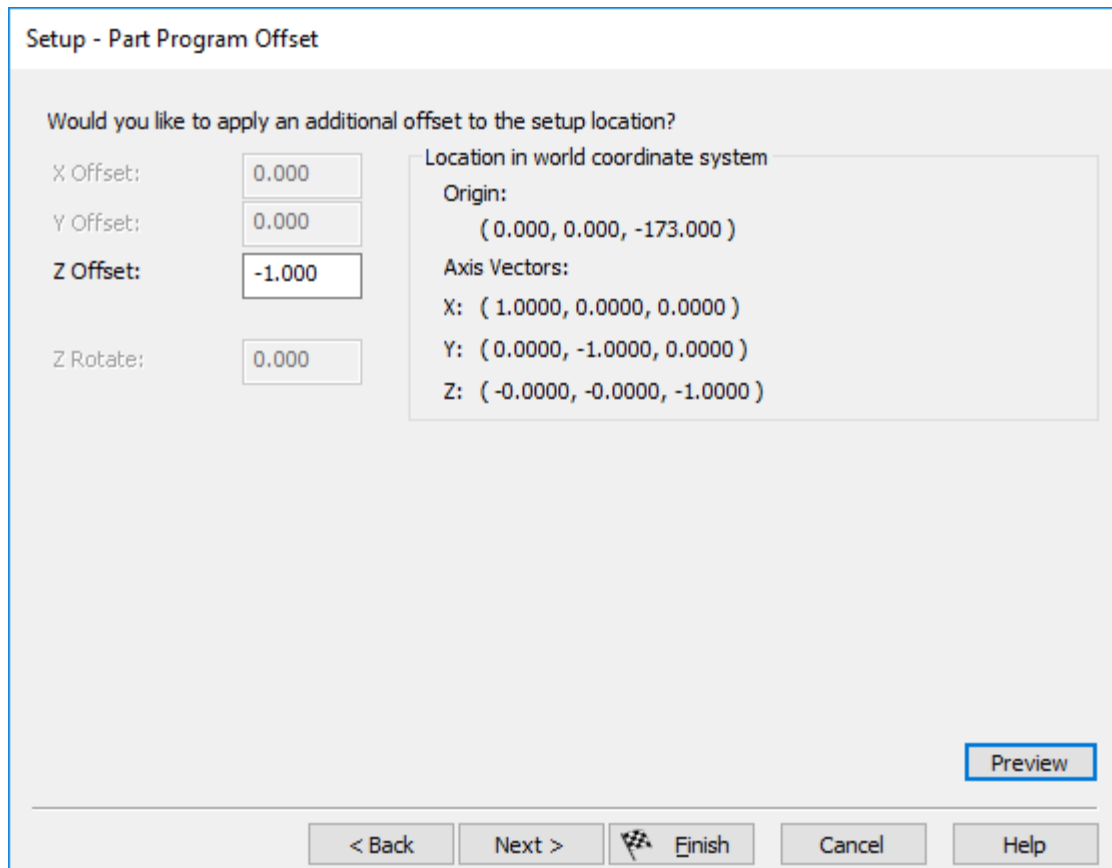 Setup - Part Program Offset
Would you like to apply an additional offset to the setup location?
X Offset: 0.000
Y Offset: 0.000
Z Offset: -1.000
Z Rotate: 0.000
Location in world coordinate system
Origin:
( 0.000, 0.000, -173.000 )
Axis Vectors:
X: ( 1.0000, 0.0000, 0.0000 )
Y: ( 0.0000, -1.0000, 0.0000 )
Z: ( -0.0000, -0.0000, -1.0000 )
Preview
< Back Next > Finish Cancel Help